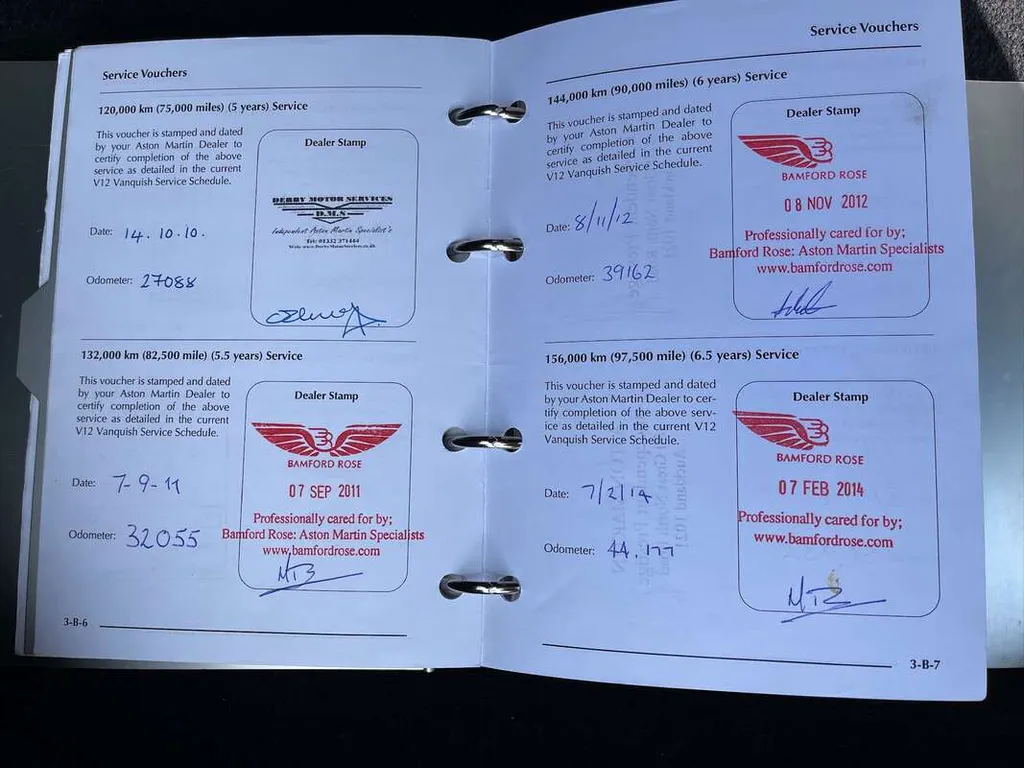 Service Vouchers
120,000 km (75,000 miles) (5 years) Service
This voucher is stamped and dated
by your Aston Martin Dealer to
certify completion of the above
service as detailed in the current
V12 Vanquish Service Schedule.
Dealer Stamp
DERBY MOTOR SERVICES
D.M.S
Independent Aston Martin Specialist's
Tel: 01332 371444
Date: 14.10.10.
Odometer: 27088
132,000 km (82,500 mile) (5.5 years) Service
This voucher is stamped and dated
by your Aston Martin Dealer to
certify completion of the above
service as detailed in the current
V12 Vanquish Service Schedule.
Dealer Stamp
BAMFORD ROSE
07 SEP 2011
Professionally cared for by;
Bamford Rose: Aston Martin Specialists
www.bamfordrose.com
MTB
Date: 7-9-11
Odometer: 32055
3-B-6
Service Vouchers
144,000 km (90,000 miles) (6 years) Service
This voucher is stamped and dated
by your Aston Martin Dealer to
certify completion of the above
service as detailed in the current
V12 Vanquish Service Schedule.
Dealer Stamp
BAMFORD ROSE
08 NOV 2012
Professionally cared for by;
Bamford Rose: Aston Martin Specialists
www.bamfordrose.com
Date: 8/11/12
Odometer: 39162
156,000 km (97,500 mile) (6.5 years) Service
This voucher is stamped and dated
by your Aston Martin Dealer to cer-
tify completion of the above serv-
ice as detailed in the current V12
Vanquish Service Schedule.
Dealer Stamp
BAMFORD ROSE
07 FEB 2014
Professionally cared for by;
www.bamfordrose.com
MTB
Date: 7/2/14
Odometer: 44.177
3-B-7